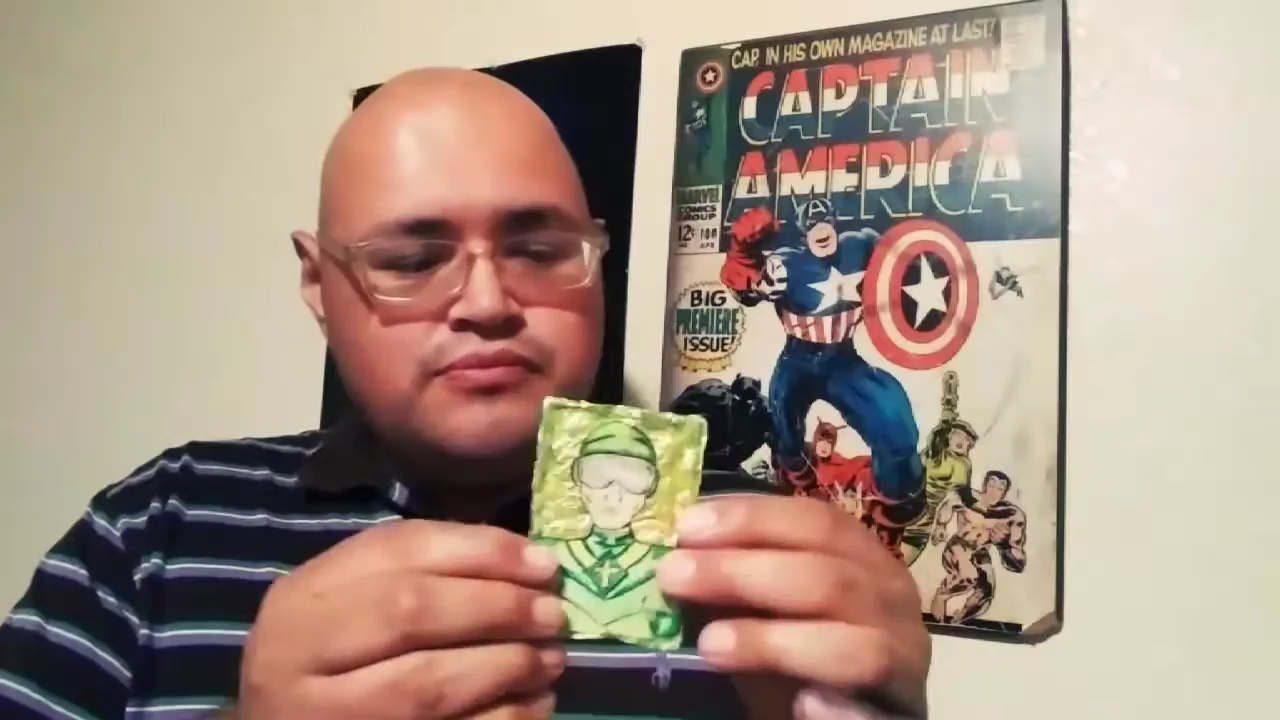 CAP. IN HIS OWN MAGAZINE AT LAST!
CAPTAIN
AMERICA
MARVEL
COMICS
GROUP
12¢ 100
APR
BIG
PREMIERE
ISSUE!